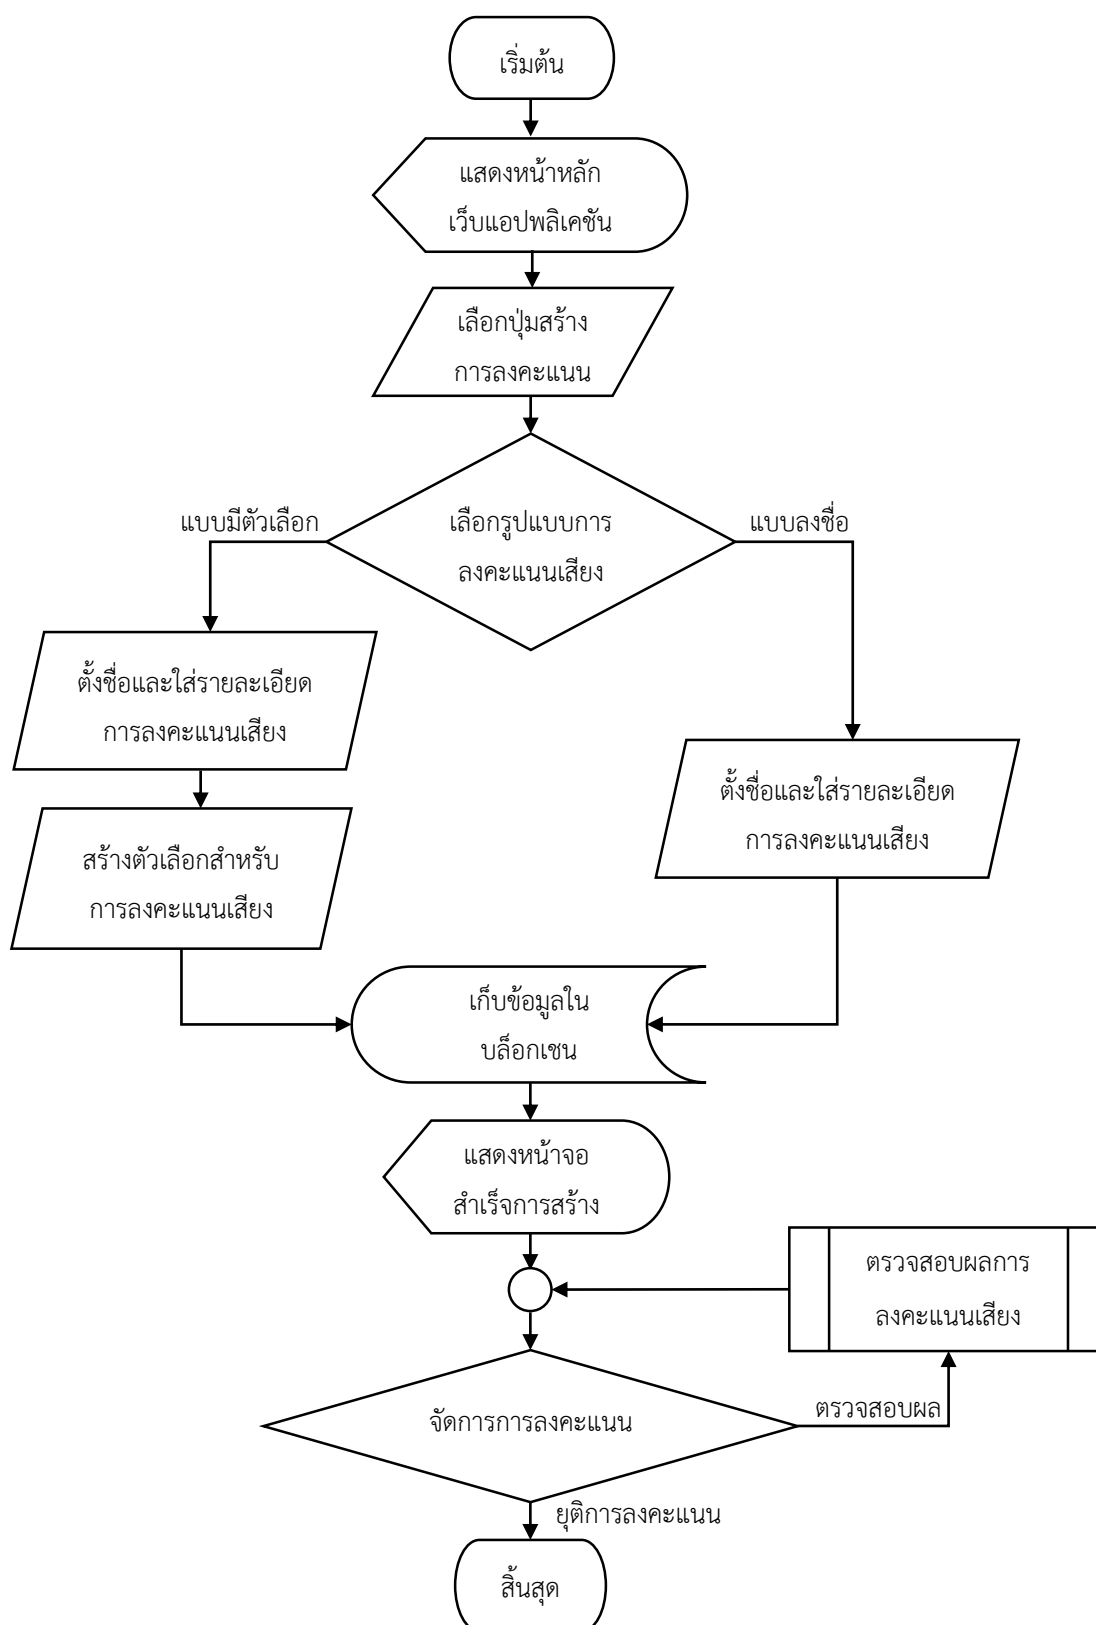 เริ่มต้น
แสดงหน้าหลัก
เว็บแอปพลิเคชัน
เลือกปุ่มสร้าง
การลงคะแนน
เลือกรูปแบบการ
ลงคะแนนเสียง
แบบมีตัวเลือก
แบบลงชื่อ
ตั้งชื่อและใส่รายละเอียด
การลงคะแนนเสียง
สร้างตัวเลือกสำหรับ
การลงคะแนนเสียง
ตั้งชื่อและใส่รายละเอียด
การลงคะแนนเสียง
เก็บข้อมูลใน
บล็อกเชน
แสดงหน้าจอ
สำเร็จการสร้าง
ตรวจสอบผลการ
ลงคะแนนเสียง
จัดการการลงคะแนน
ตรวจสอบผล
ยุติการลงคะแนน
สิ้นสุด